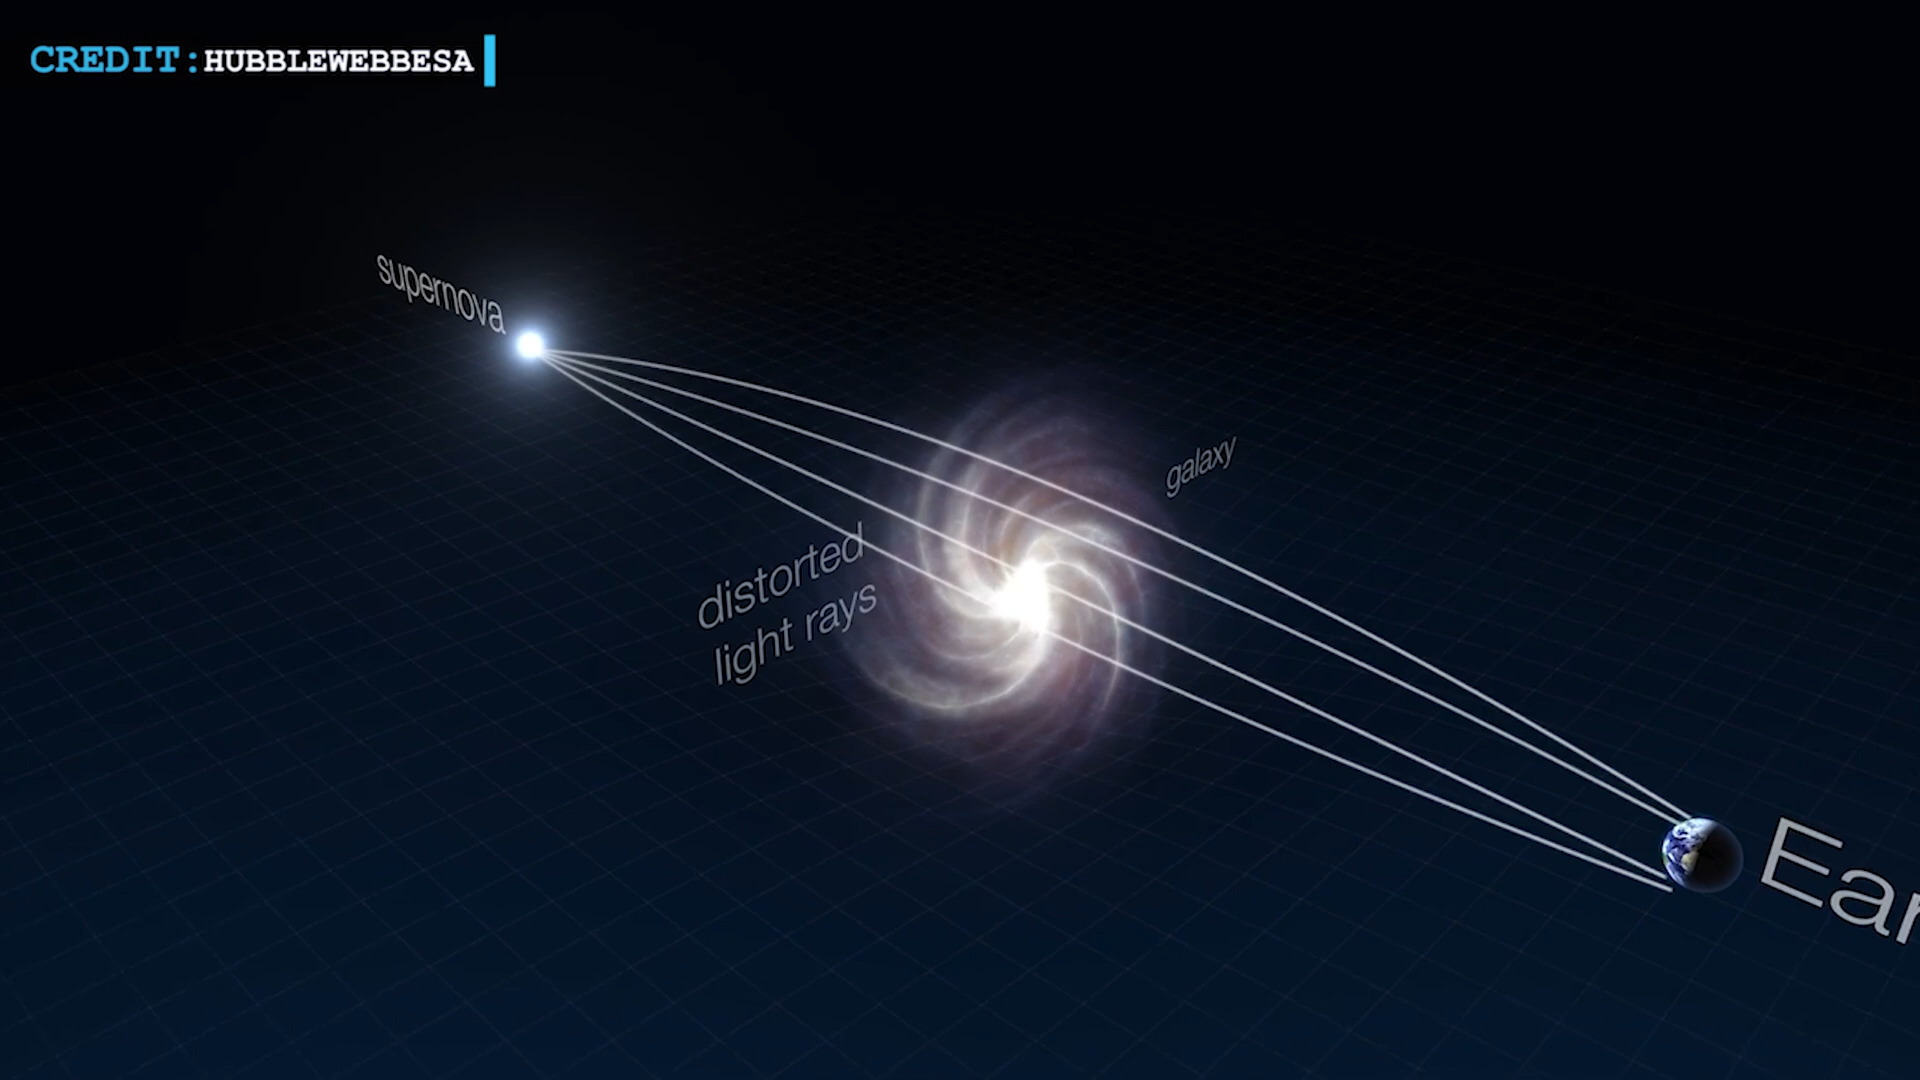 CREDIT:HUBBLEWEBBESA
supernova
galaxy
distorted
light rays
Ear